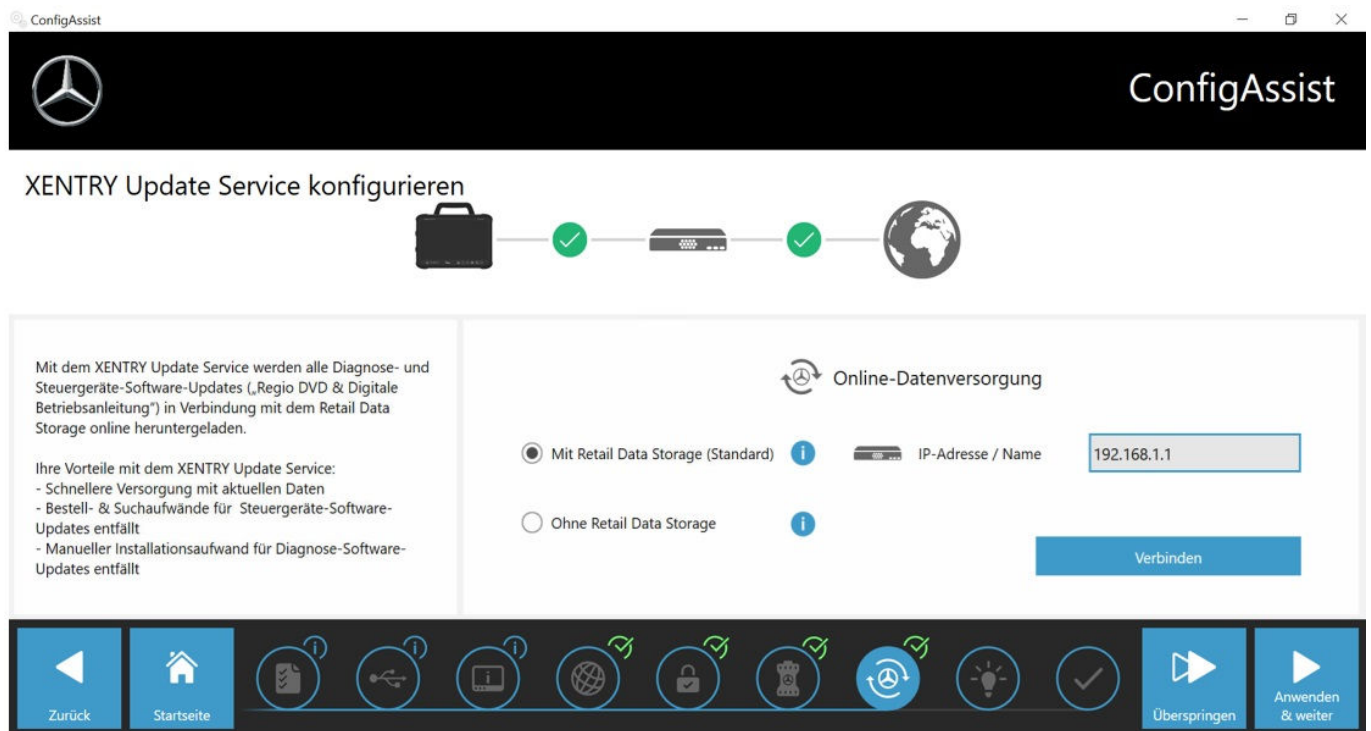 ConfigAssist
ConfigAssist
XENTRY Update Service konfigurieren
Mit dem XENTRY Update Service werden alle Diagnose- und
Steuergeräte-Software-Updates („Regio DVD & Digitale
Betriebsanleitung“) in Verbindung mit dem Retail Data
Storage online heruntergeladen.
Ihre Vorteile mit dem XENTRY Update Service:
- Schnellere Versorgung mit aktuellen Daten
- Bestell- & Suchaufwände für Steuergeräte-Software-
Updates entfällt
- Manueller Installationsaufwand für Diagnose-Software-
Updates entfällt
Online-Datenversorgung
Mit Retail Data Storage (Standard)
IP-Adresse / Name
192.168.1.1
Ohne Retail Data Storage
Verbinden
Zurück
Startseite
Überspringen
Anwenden
& weiter